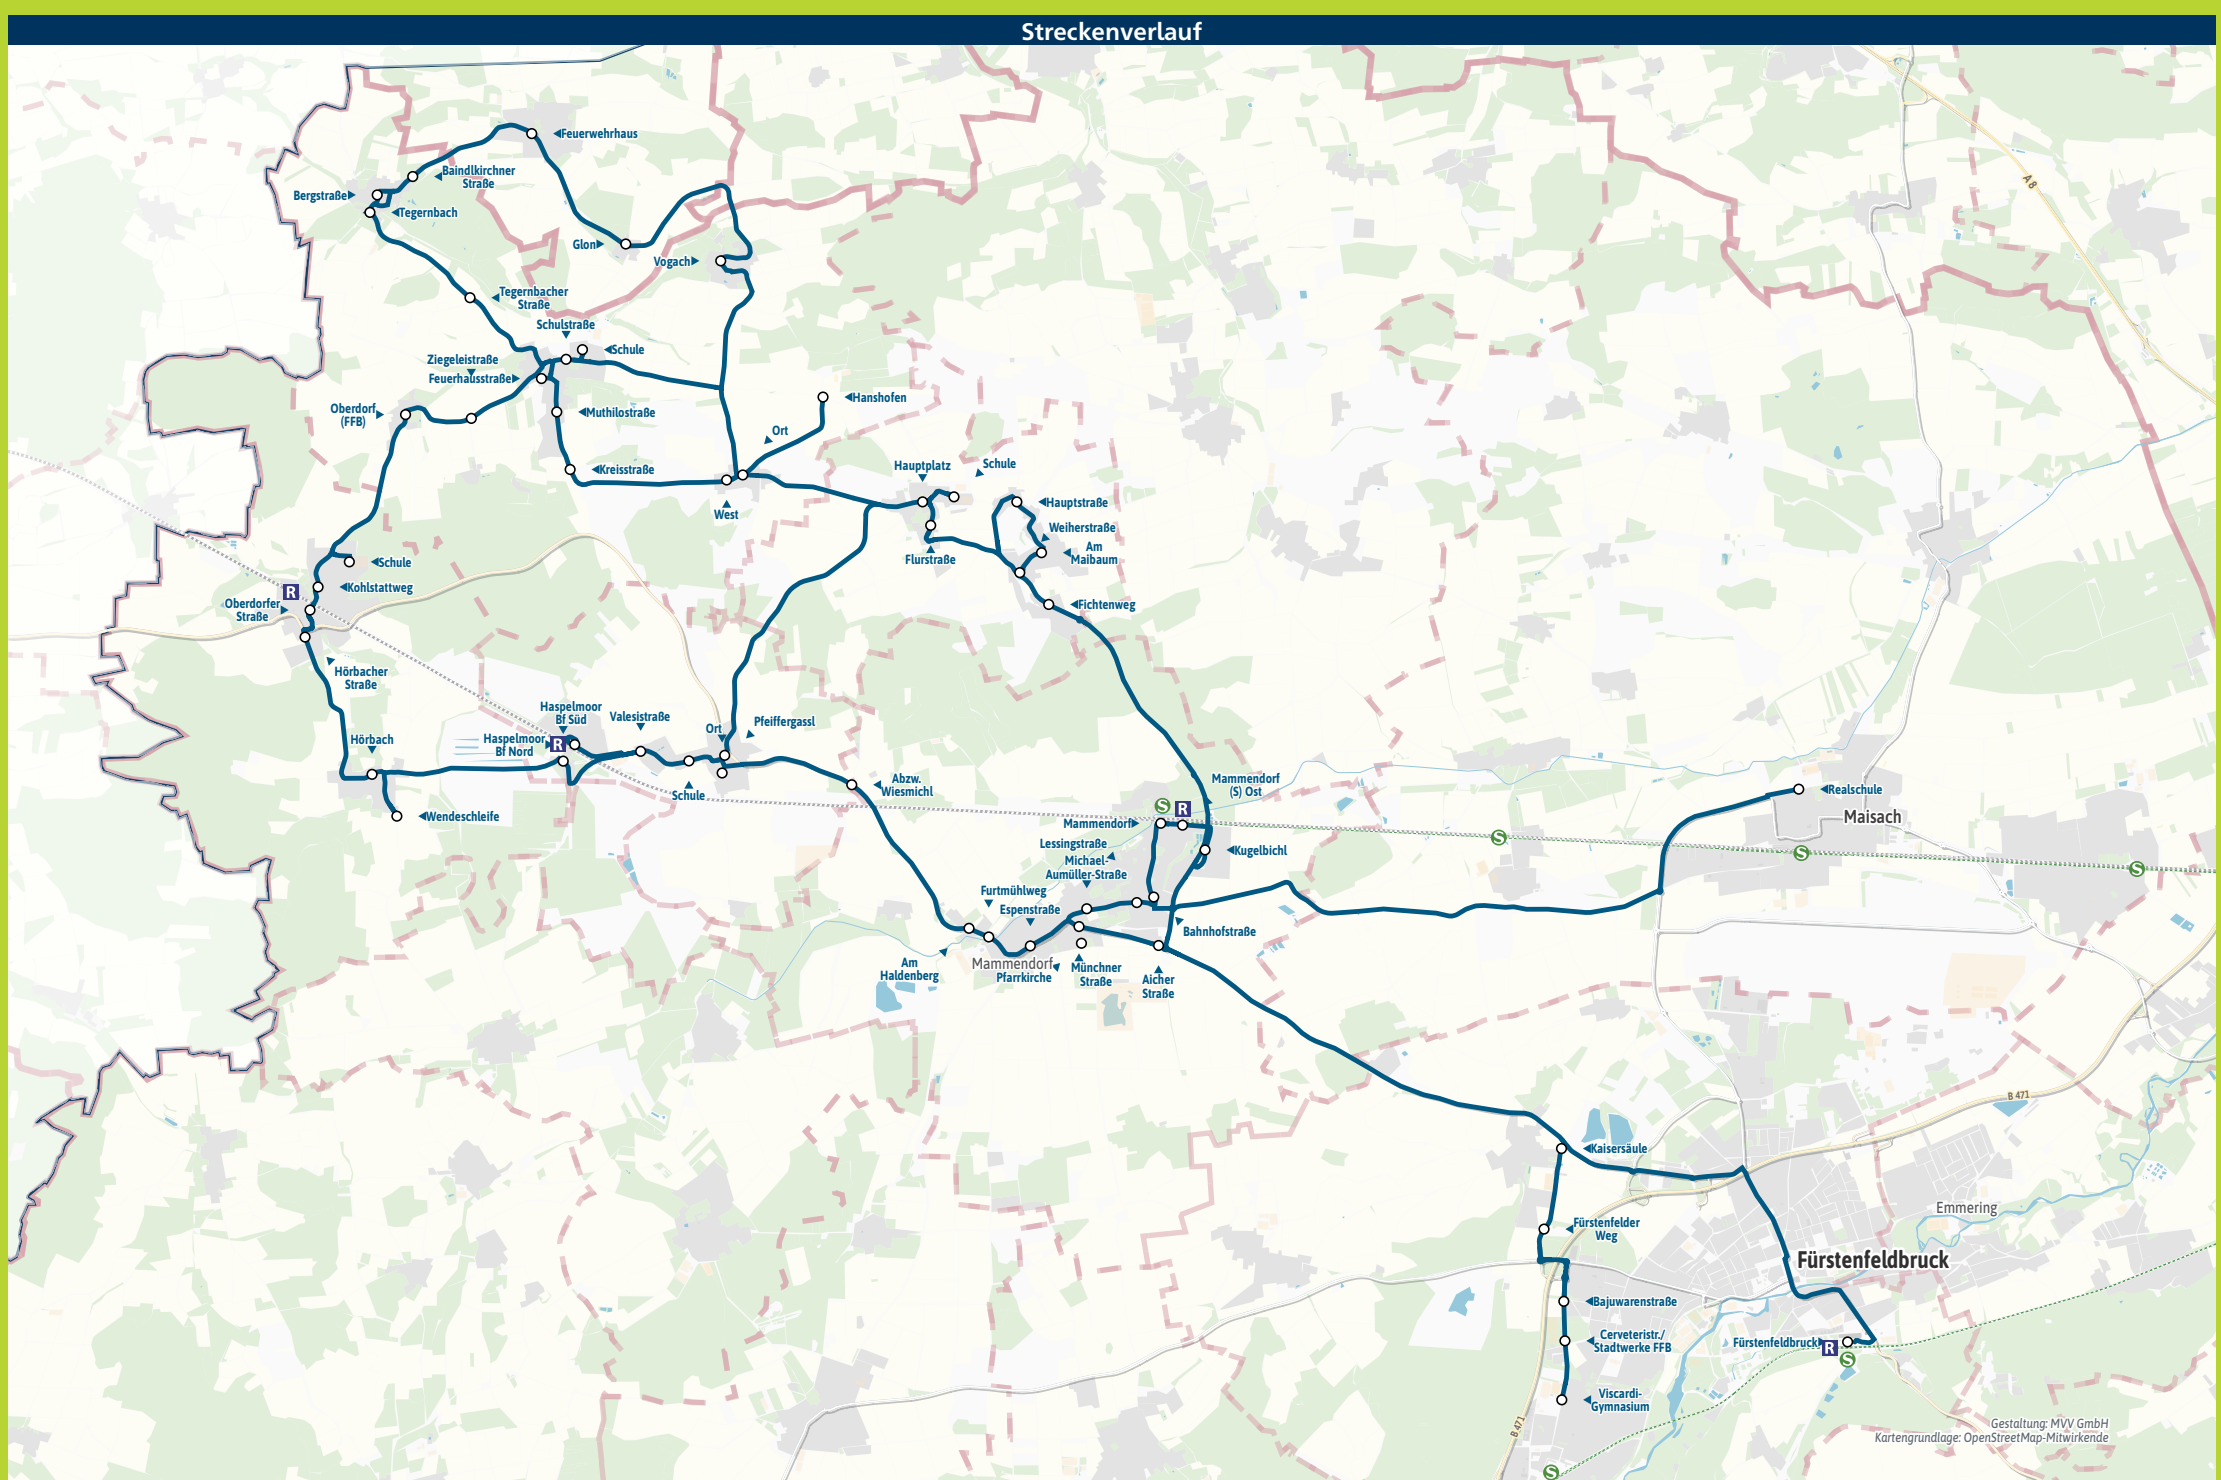 Streckenverlauf
Feuerwehrhaus
Baindlkirchner
Straße
Bergstraße
Tegernbach
A 8
Glon
Vogach
Tegernbacher
Straße
Schulstraße
Schule
Ziegeleistraße
Feuerhausstraße
Oberdorf
(FFB)
Muthilostraße
Hanshofen
Ort
Kreisstraße
West
Hauptplatz
Schule
Hauptstraße
Weiherstraße
Am
Maibaum
Flurstraße
Fichtenweg
Schule
Kohlstattweg
R
Oberdorfer
Straße
Hörbacher
Straße
Haspelmoor
Bf Süd
Valesistraße
Ort
Pfeiffergassl
Hörbach
Haspelmoor
Bf Nord
R
Schule
Abzw.
Wiesmichl
Wendeschleife
Mammendorf
(S) Ost
S
R
Mammendorf
Lessingstraße
Michael-
Aumüller-Straße
Kugelbichl
Realschule
Maisach
S
S
S
Furtmühlweg
Espenstraße
Bahnhofstraße
Am
Haldenberg
Mammendorf
Pfarrkirche
Münchner
Straße
Aicher
Straße
B 471
Kaisersäule
Emmering
Fürstenfelder
Weg
Fürstenfeldbruck
Bajuwarenstraße
Cerveteristr./
Stadtwerke FFB
Fürstenfeldbruck
R
S
Viscardi-
Gymnasium
B 471
S
Gestaltung: MVV GmbH
Kartengrundlage: OpenStreetMap-Mitwirkende